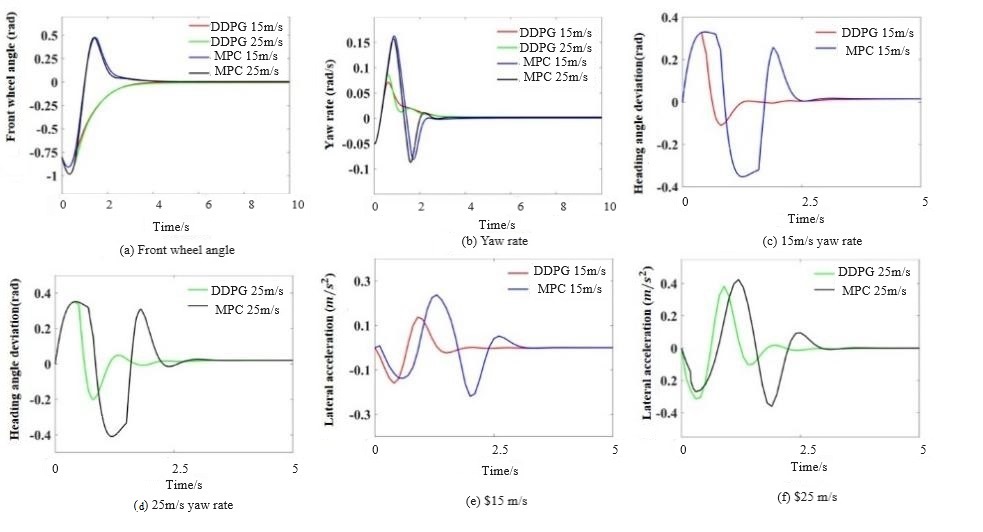 Front wheel angle (rad)
0.5
0.25
0
-0.25
-0.5
-0.75
-1
DDPG 15m/s
DDPG 25m/s
MPC 15m/s
MPC 25m/s
0 2 4 6 8 10
Time/s
(a) Front wheel angle
Yaw rate (rad/s)
0.15
0.1
0.05
0
-0.05
-0.1
DDPG 15m/s
DDPG 25m/s
MPC 15m/s
MPC 25m/s
0 2 4 6 8 10
Time/s
(b) Yaw rate
Heading angle deviation(rad)
0.4
0.2
0
-0.2
-0.4
DDPG 15m/s
MPC 15m/s
0 2.5 5
Time/s
(c) 15m/s yaw rate
Heading angle deviation(rad)
0.4
0.2
0
-0.2
-0.4
DDPG 25m/s
MPC 25m/s
0 2.5 5
Time/s
(d) 25m/s yaw rate
Lateral acceleration (m/s²)
0.4
0.3
0.1
-0.1
-0.3
DDPG 15m/s
MPC 15m/s
0 2.5 5
Time/s
(e) $15 m/s
Lateral acceleration (m/s²)
0.4
0.2
0
0.2
-0.4
DDPG 25m/s
MPC 25m/s
0 2.5 5
Time/s
(f) $25 m/s